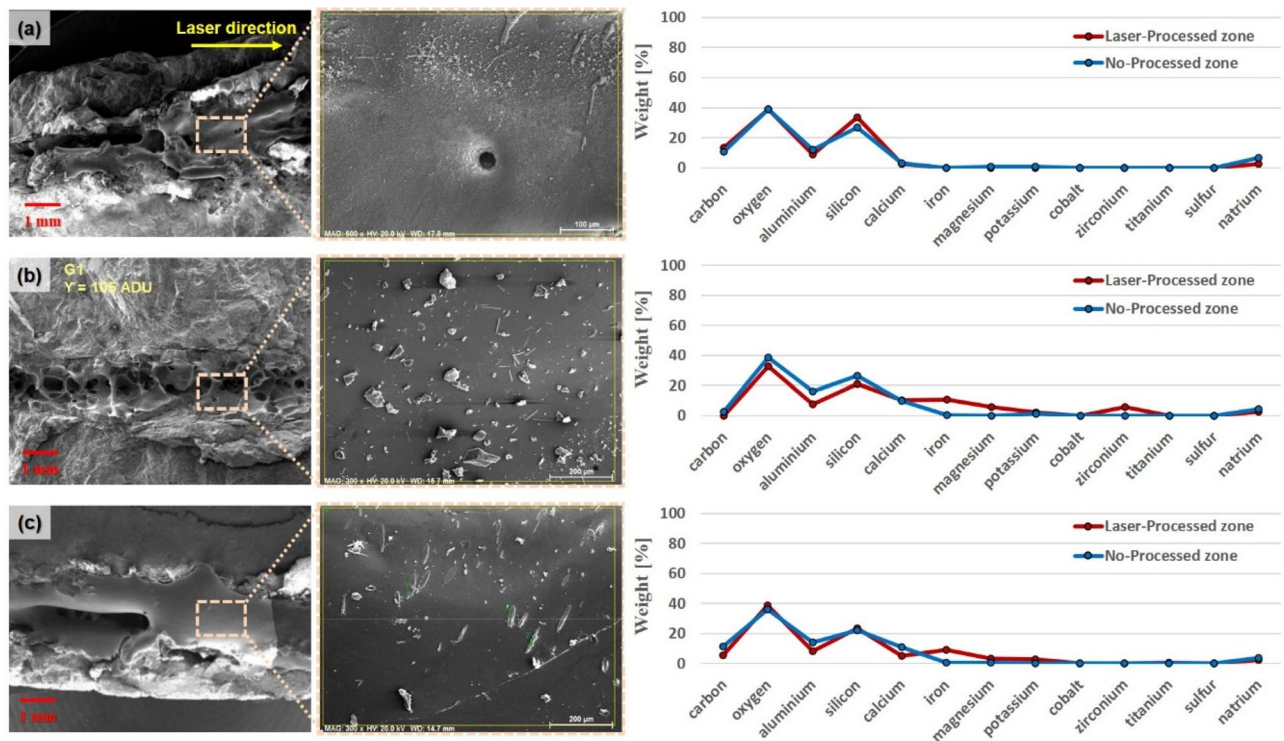 (a)
Laser direction
1 mm
MAG: 600 x HV: 20.0 kV WD: 17.6 mm
100 µm
Weight [%]
100
80
60
40
20
0
Laser-Processed zone
No-Processed zone
carbon
oxygen
aluminium
silicon
calcium
iron
magnesium
potassium
cobalt
zirconium
titanium
sulfur
natrium
(b)
G1
Y = 105 ADU
1 mm
MAG: 300 x HV: 20.0 kV WD: 15.7 mm
200 µm
Weight [%]
100
80
60
40
20
0
Laser-Processed zone
No-Processed zone
carbon
oxygen
aluminium
silicon
calcium
iron
magnesium
potassium
cobalt
zirconium
titanium
sulfur
natrium
(c)
1 mm
MAG: 300 x HV: 20.0 kV WD: 14.7 mm
200 µm
Weight [%]
100
80
60
40
20
0
Laser-Processed zone
No-Processed zone
carbon
oxygen
aluminium
silicon
calcium
iron
magnesium
potassium
cobalt
zirconium
titanium
sulfur
natrium